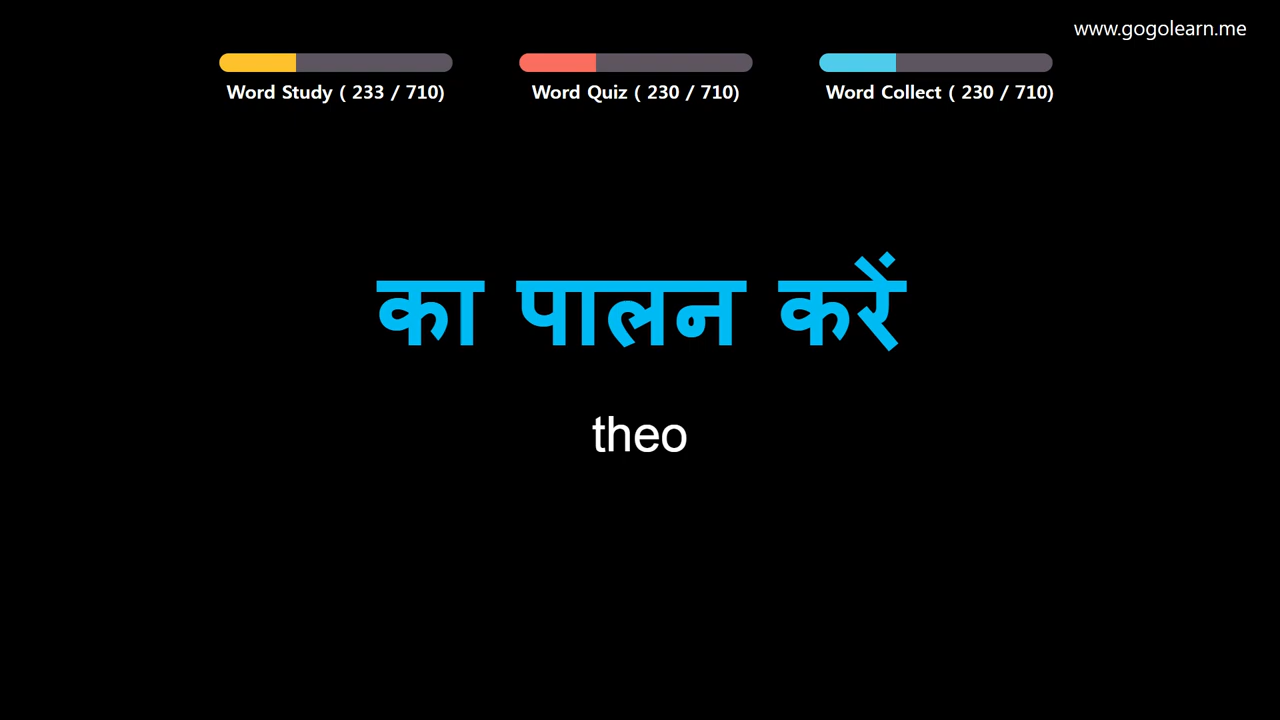 www.gogolearn.me
Word Study ( 233 / 710) Word Quiz ( 230 / 710) Word Collect ( 230 / 710)
का पालन करें
theo